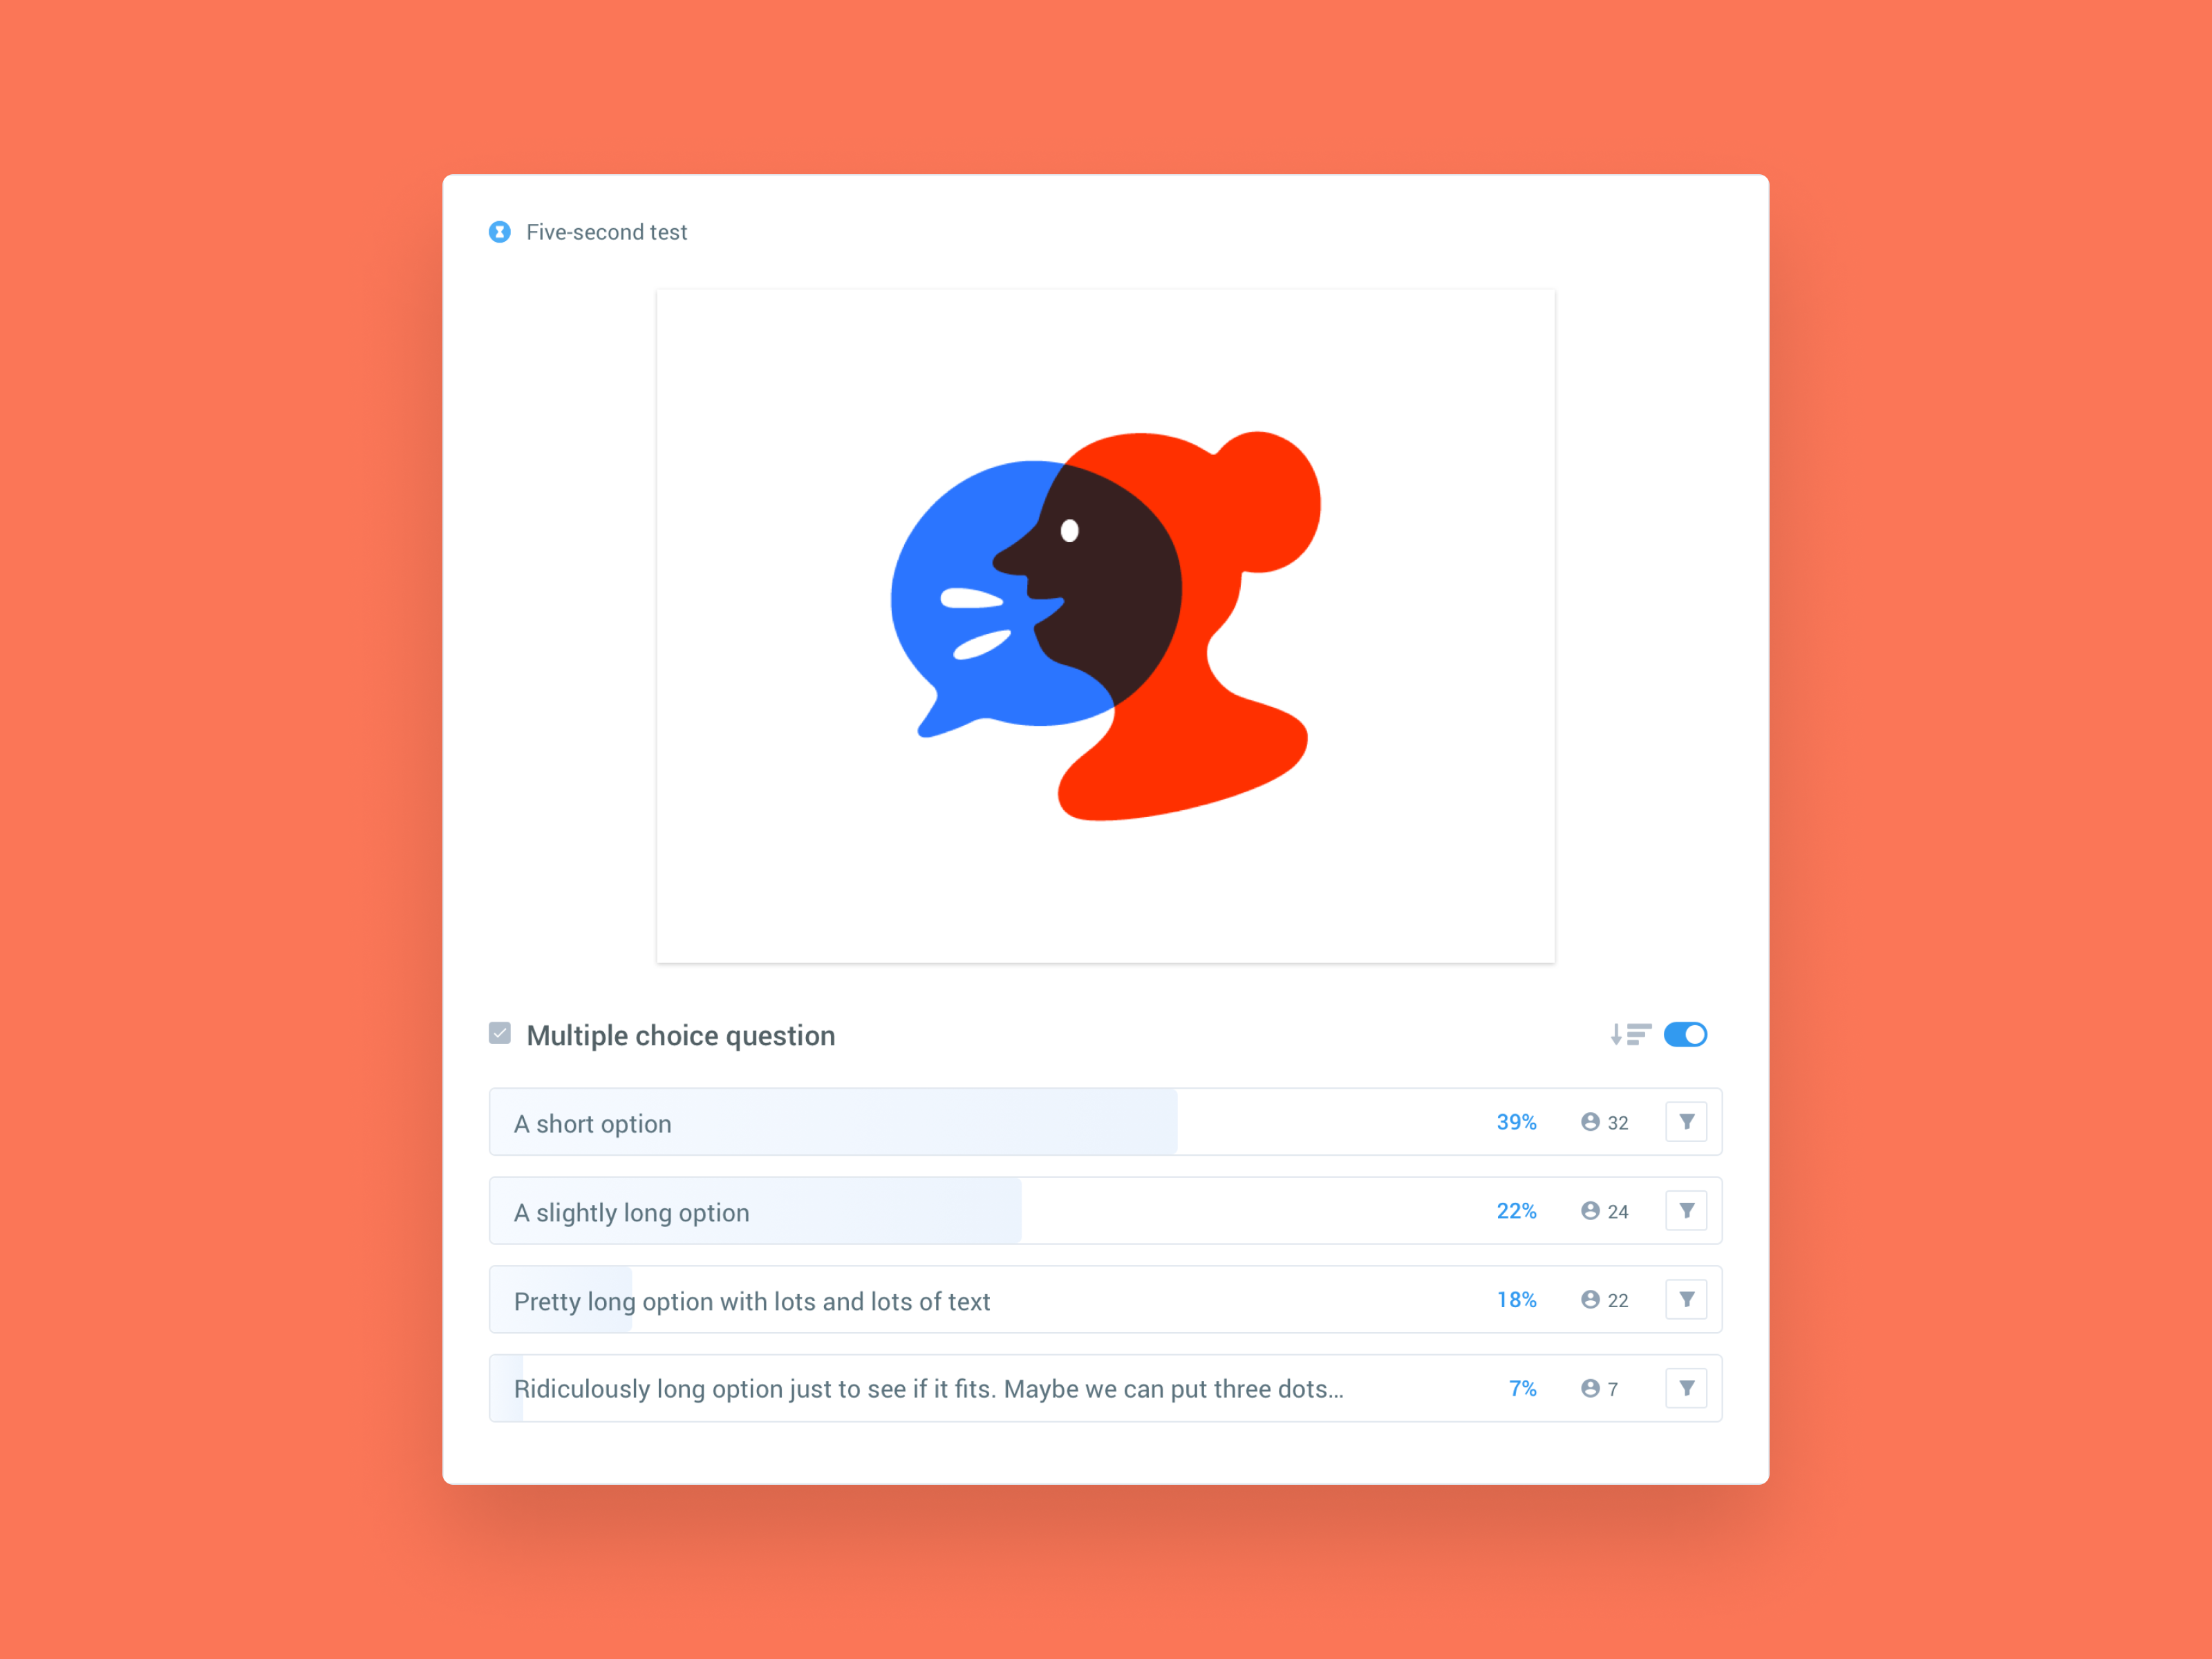 Five-second test
Multiple choice question
A short option 39% 32
A slightly long option 22% 24
Pretty long option with lots and lots of text 18% 22
Ridiculously long option just to see if it fits. Maybe we can put three dots... 7% 7